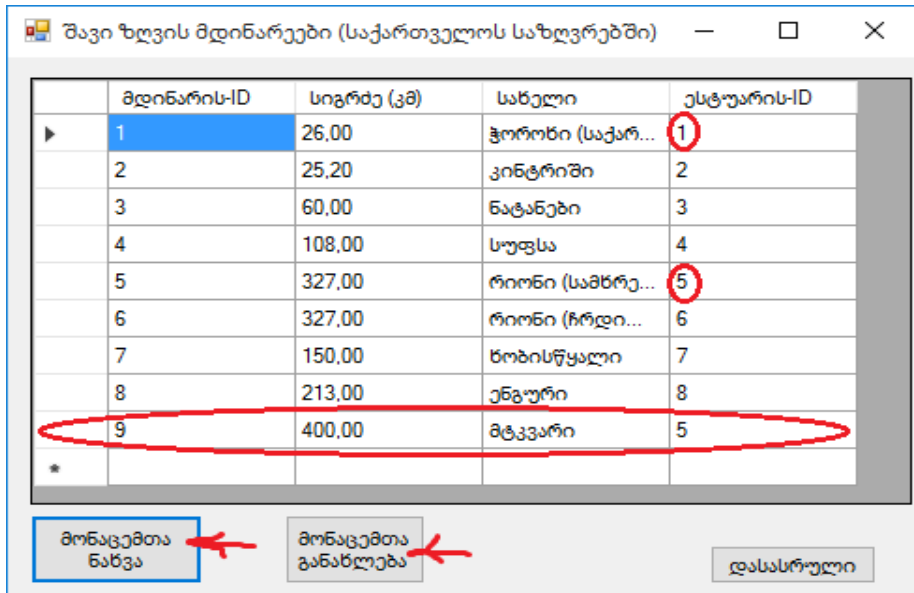 შავი ზღვის მდინარეები (საქართველოს საზღვრებში)
მდინარის-ID სიგრძე (კმ) სახელი ესტუარის-ID
1 26,00 ჭოროხი (საქარ... 1
2 25,20 კინტრიში 2
3 60,00 ნატანები 3
4 108,00 სუფსა 4
5 327,00 რიონი (სამხრე... 5
6 327,00 რიონი (ჩრდი... 6
7 150,00 ხობისწყალი 7
8 213,00 ენგური 8
9 400,00 მტკვარი 5
მონაცემთა
ნახვა
მონაცემთა
განახლება
დასასრული